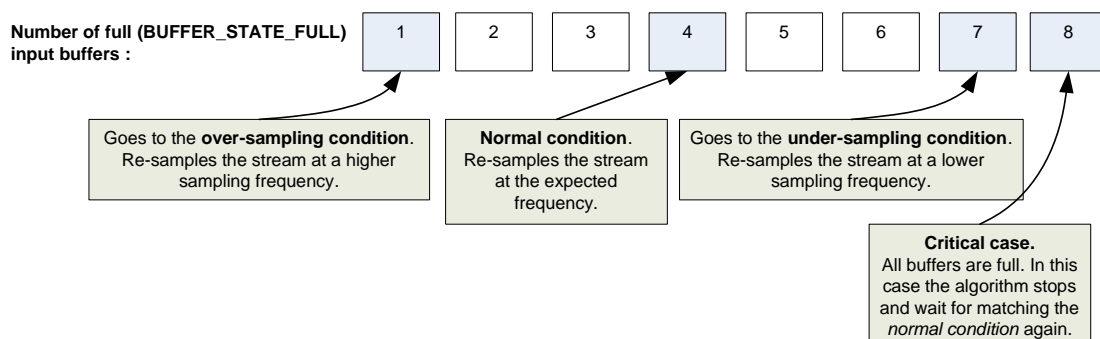 Number of full (BUFFER_STATE_FULL)
input buffers :
1 2 3 4 5 6 7 8
Goes to the over-sampling condition.
Re-samples the stream at a higher
sampling frequency.
Normal condition.
Re-samples the stream
at the expected
frequency.
Goes to the under-sampling condition.
Re-samples the stream at a lower
sampling frequency.
Critical case.
All buffers are full. In this
case the algorithm stops
and wait for matching the
normal condition again.